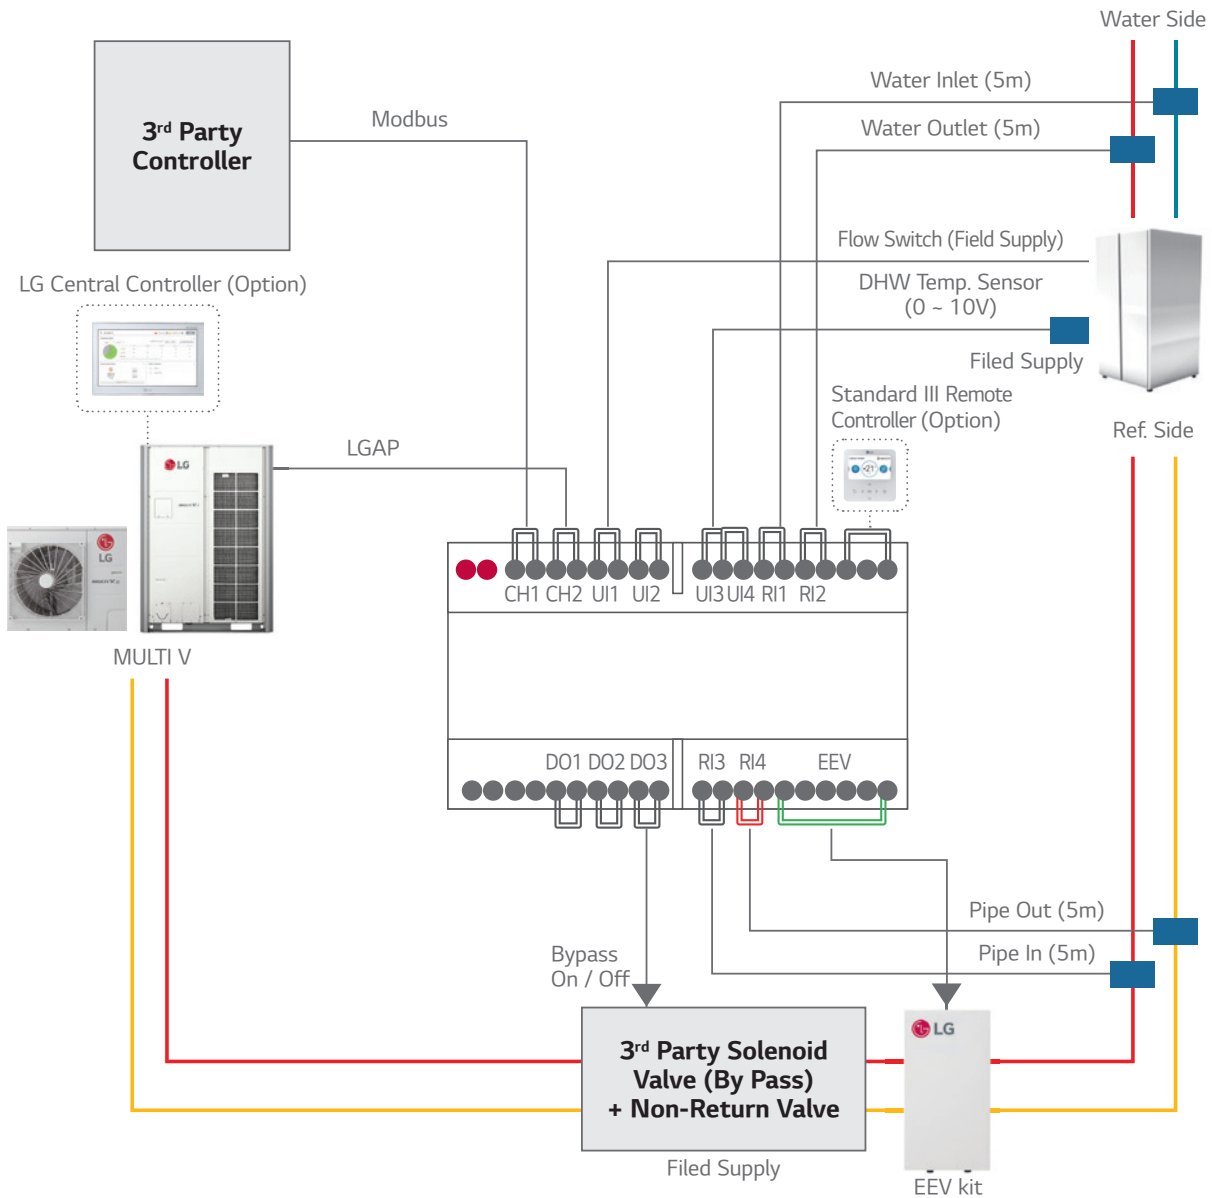 Water Side
Water Inlet (5m)
Modbus
Water Outlet (5m)
3rd Party
Controller
Flow Switch (Field Supply)
LG Central Controller (Option)
DHW Temp. Sensor
(0 ~ 10V)
Filed Supply
Standard III Remote
Controller (Option)
Ref. Side
LGAP
LG
LG
MULTI V
CH1 CH2 UI1 UI2 UI3 UI4 RI1 RI2
DO1 DO2 DO3 RI3 RI4 EEV
Pipe Out (5m)
Bypass
On / Off
Pipe In (5m)
3rd Party Solenoid
Valve (By Pass)
+ Non-Return Valve
LG
Filed Supply
EEV kit